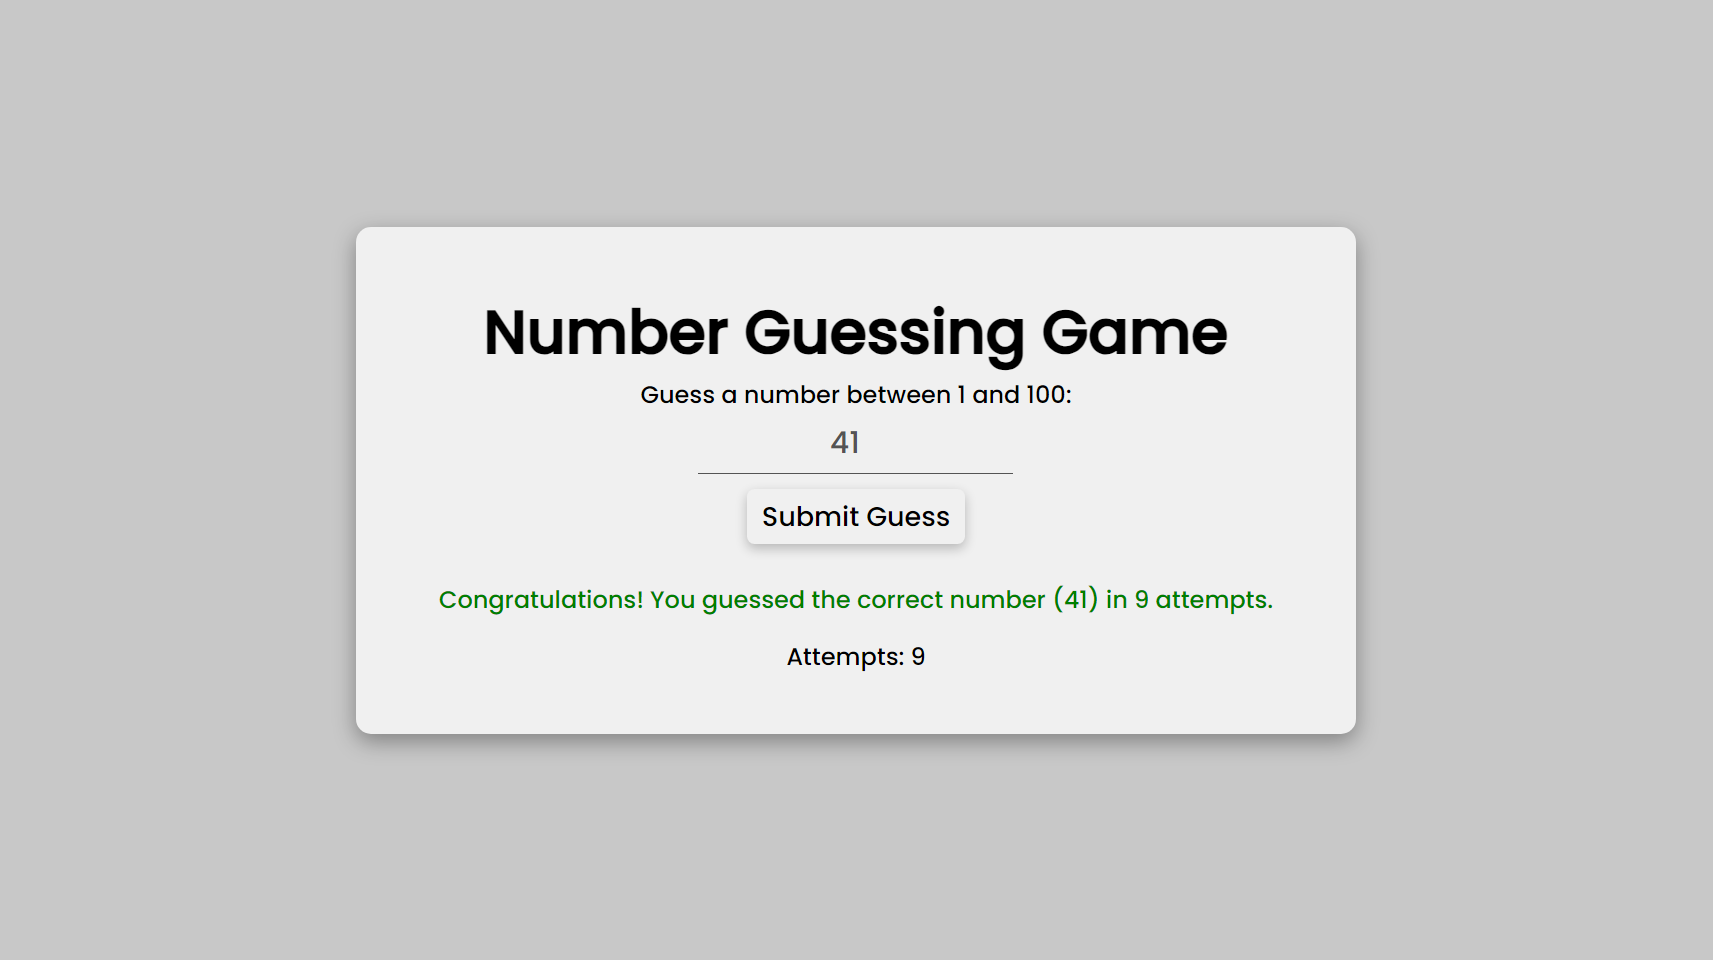 Number Guessing Game
Guess a number between 1 and 100:
41
Submit Guess
Congratulations! You guessed the correct number (41) in 9 attempts.
Attempts: 9